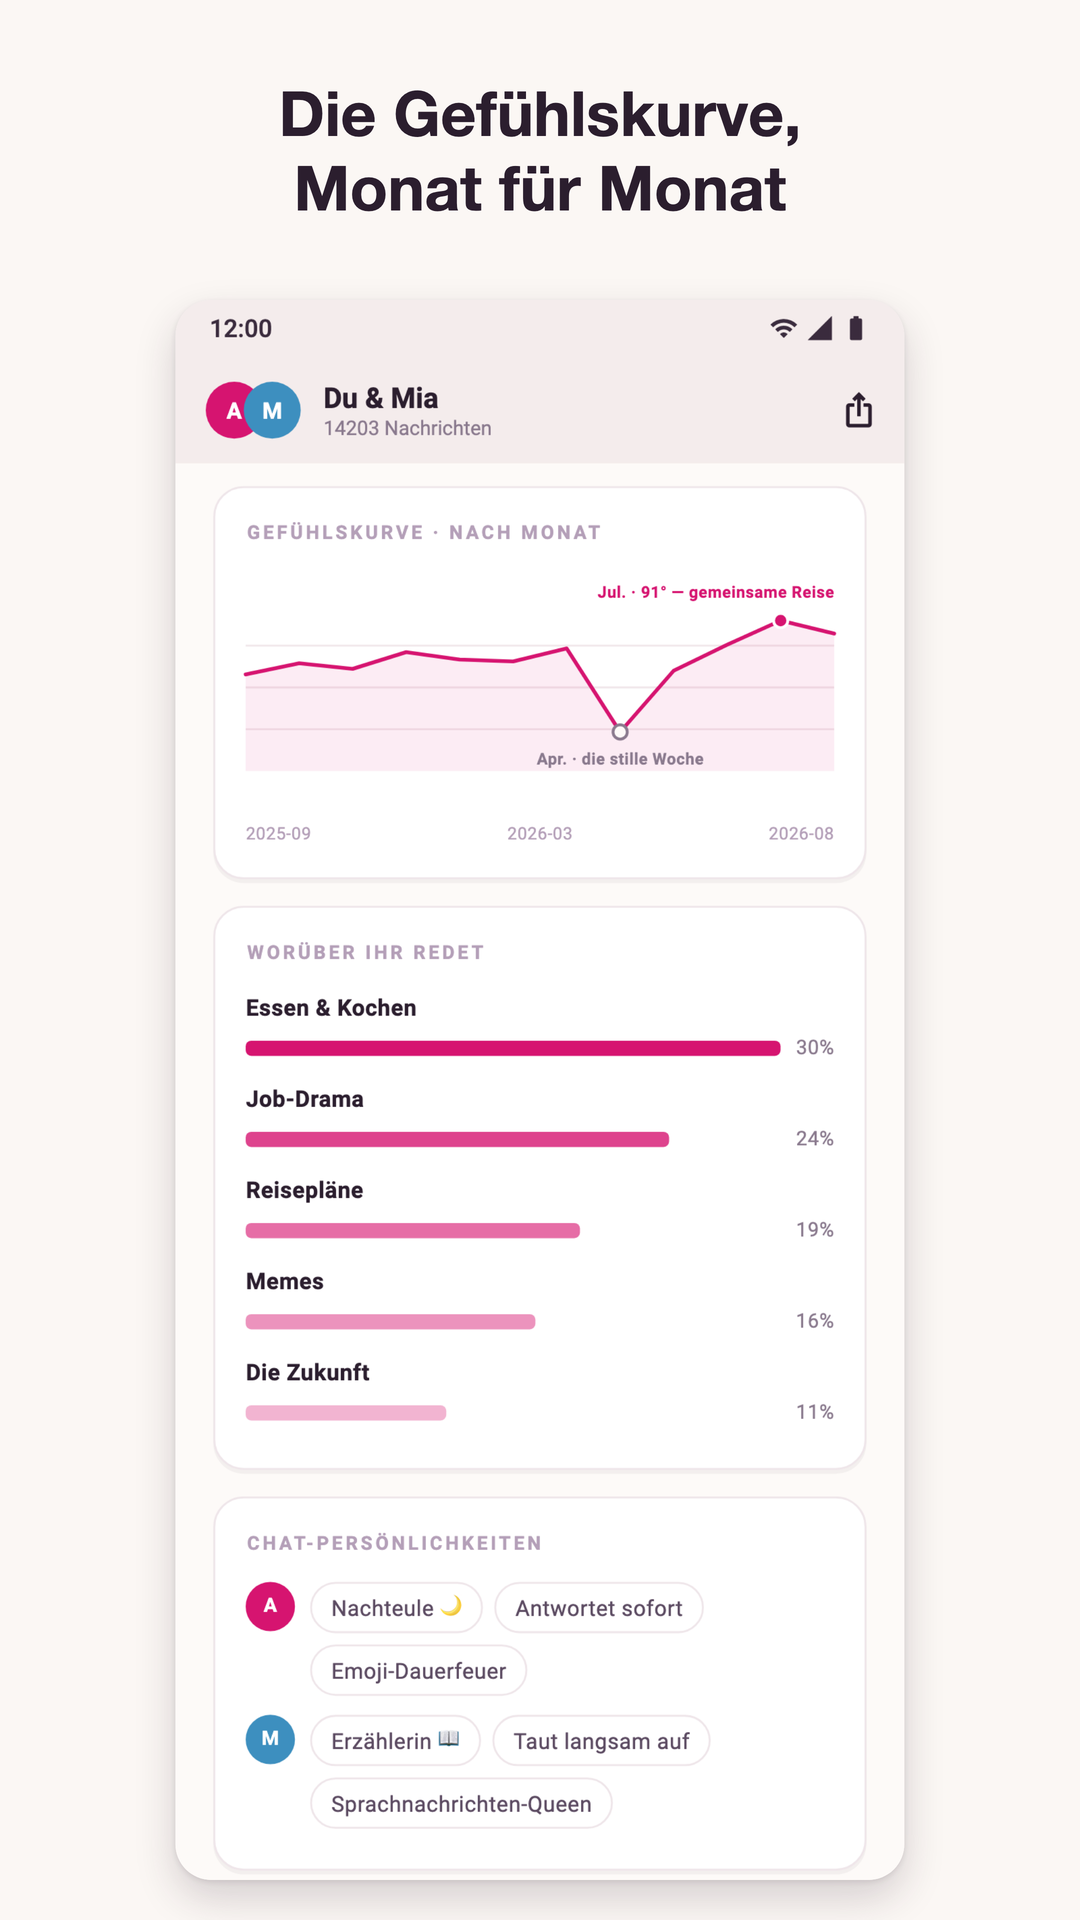 Die Gefühlskurve,
Monat für Monat
12:00
A M
Du & Mia
14203 Nachrichten
GEFÜHLSKURVE · NACH MONAT
Jul. · 91° — gemeinsame Reise
Apr. · die stille Woche
2025-09 2026-03 2026-08
WORÜBER IHR REDET
Essen & Kochen
30%
Job-Drama
24%
Reisepläne
19%
Memes
16%
Die Zukunft
11%
CHAT-PERSÖNLICHKEITEN
A Nachteule 🌙 Antwortet sofort
Emoji-Dauerfeuer
M Erzählerin 📖 Taut langsam auf
Sprachnachrichten-Queen